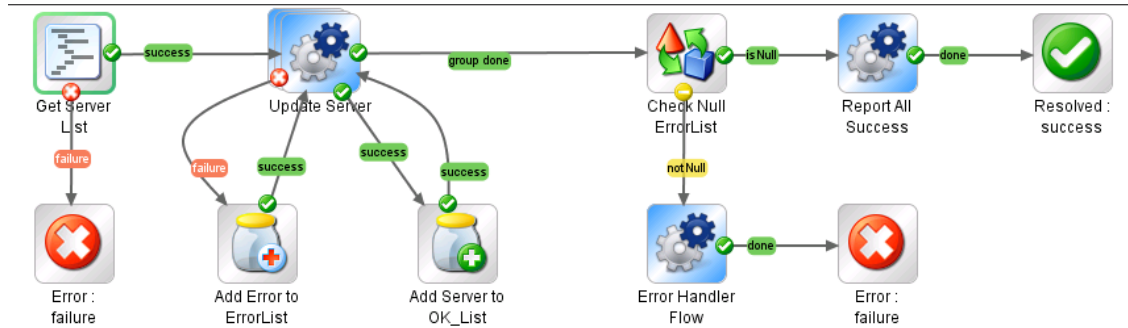 success
group done
isNull
done
Get Server
List
Update Server
Check Null
ErrorList
Report All
Success
Resolved :
success
failure
failure
success
success
success
notNull
done
Error :
failure
Add Error to
ErrorList
Add Server to
OK_List
Error Handler
Flow
Error :
failure